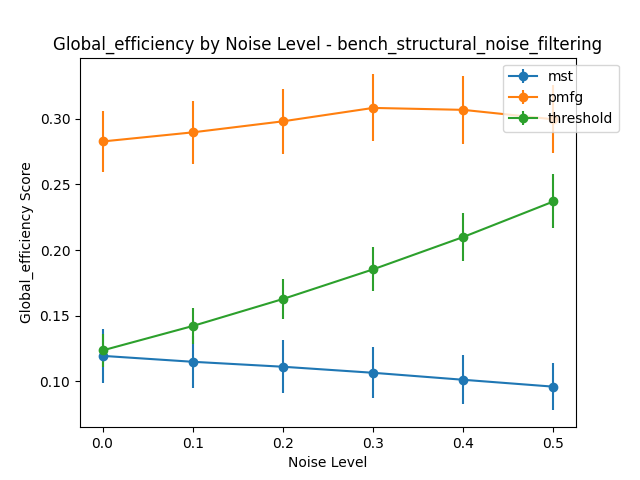 Global_efficiency by Noise Level - bench_structural_noise_filtering
mst
pmfg
threshold
Global_efficiency Score
0.30
0.25
0.20
0.15
0.10
0.0 0.1 0.2 0.3 0.4 0.5
Noise Level